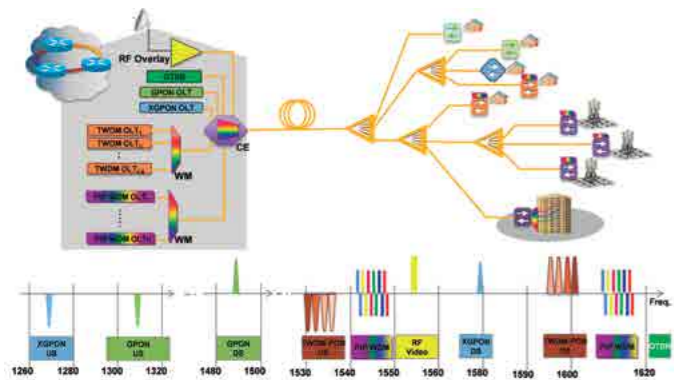 RF Overlay
OTDR
GPON OLT
XGPON OLT
CE
TWDM OLT
TWDM OLT
TWDM OLT
WM
PtP WDM OLT
WM
PtP WDM OLT
Freq.
XGPON
US
GPON
US
GPON
DS
TWDM-PON
US
PtP WDM
RF
Video
XGPON
DS
TWDM-PON
DS
PtP WDM
OTDR
1260 1280 1300 1320 1480 1500 1530 1540 1550 1560 1580 1590 1600 1620